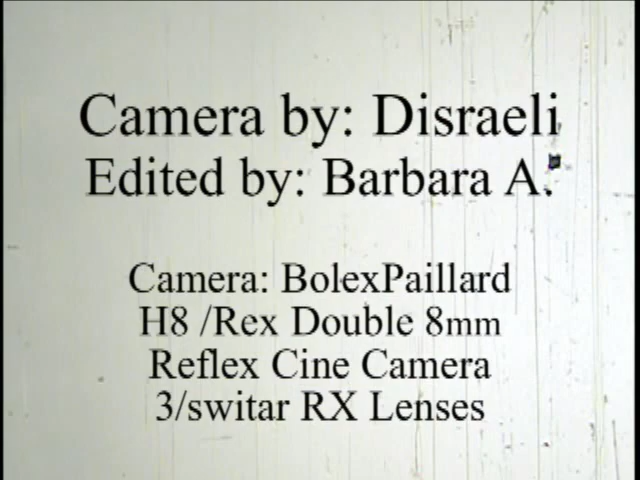 Camera by: Disraeli
Edited by: Barbara A.
Camera: BolexPaillard
H8 /Rex Double 8mm
Reflex Cine Camera
3/switar RX Lenses